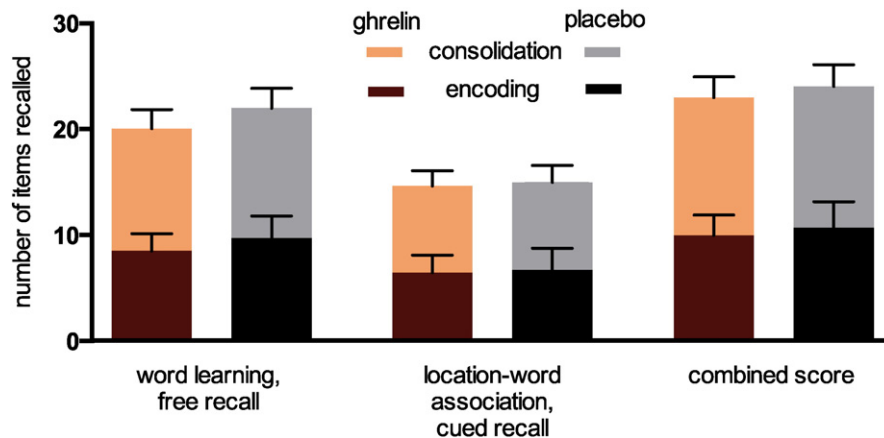 number of items recalled
30
20
10
0
ghrelin
placebo
consolidation
encoding
word learning,
free recall
location-word
association,
cued recall
combined score